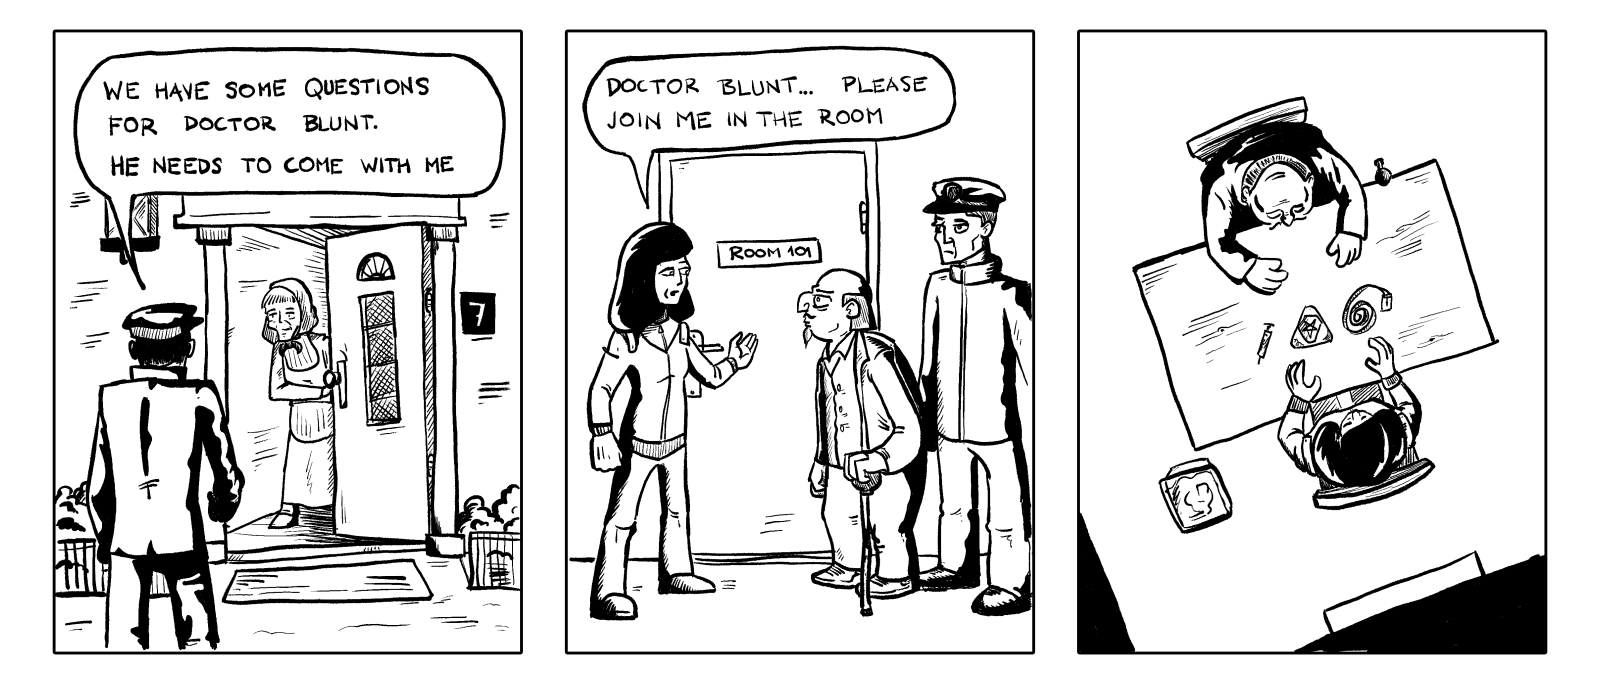 WE HAVE SOME QUESTIONS
FOR DOCTOR BLUNT.
HE NEEDS TO COME WITH ME
7
DOCTOR BLUNT... PLEASE
JOIN ME IN THE ROOM
ROOM 101